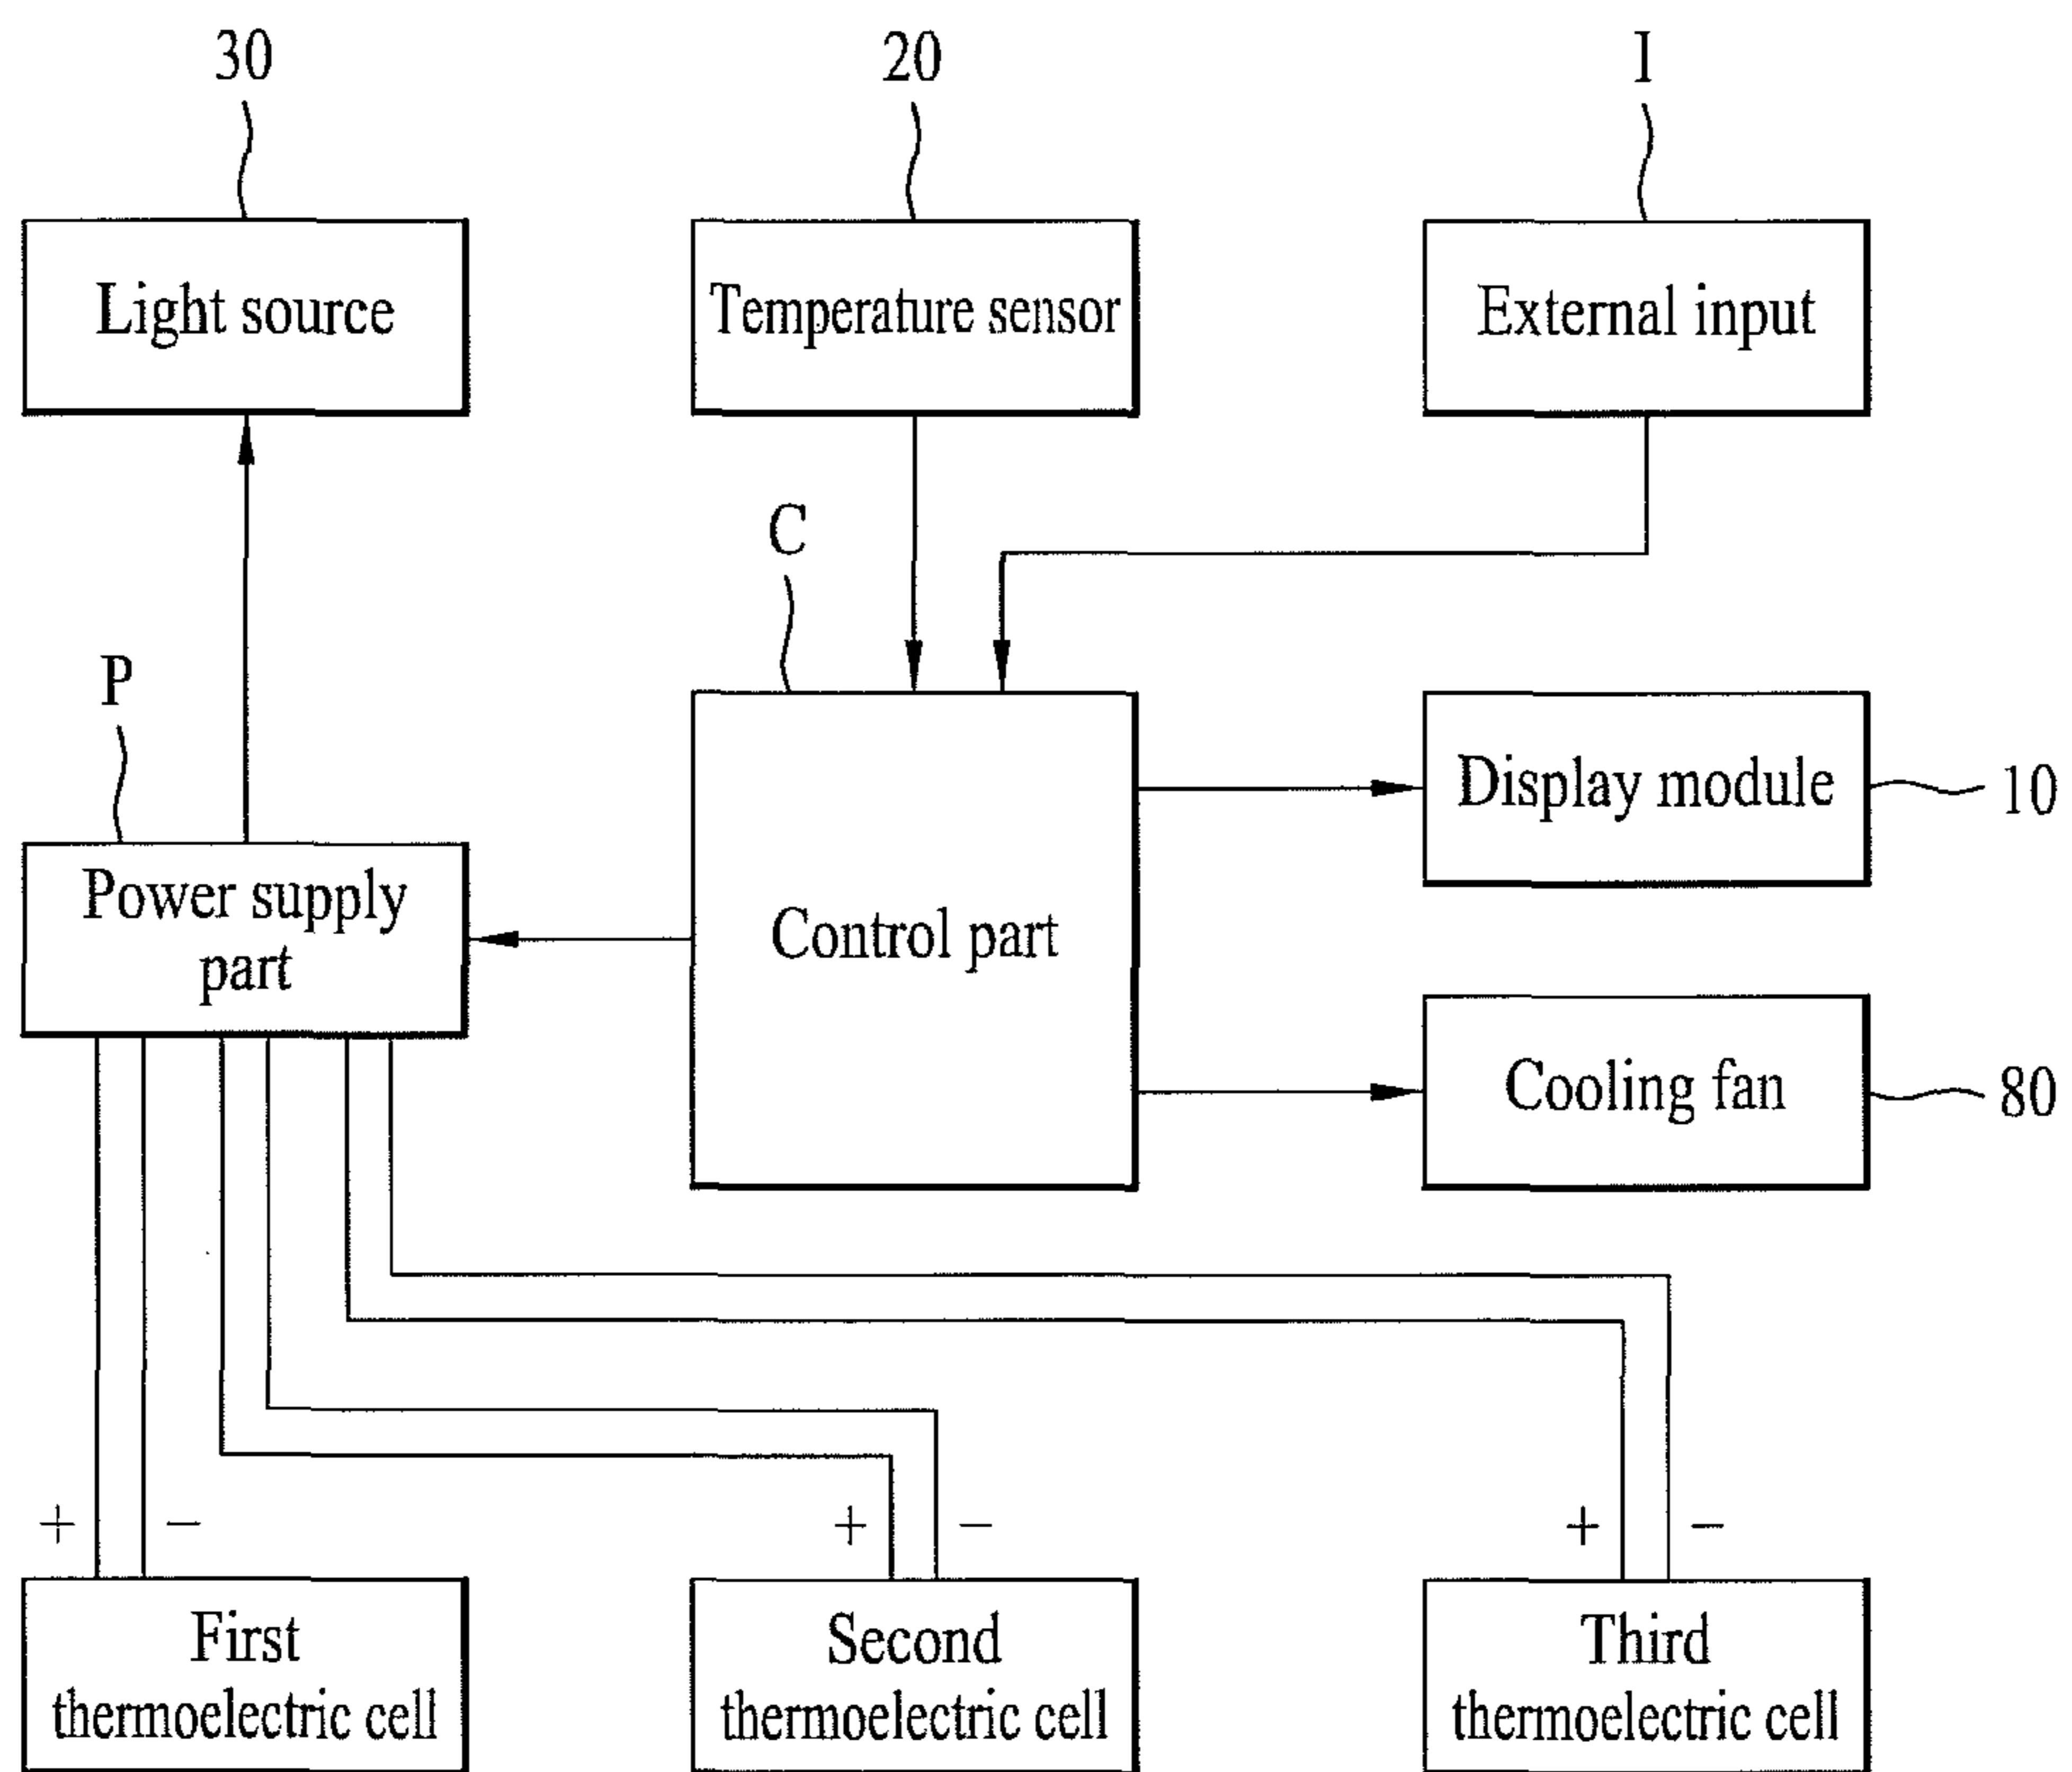 30
20
I
Light source
Temperature sensor
External input
C
P
Display module
10
Power supply
part
Control part
Cooling fan
80
+ −
+ −
+ −
First
thermoelectric cell
Second
thermoelectric cell
Third
thermoelectric cell